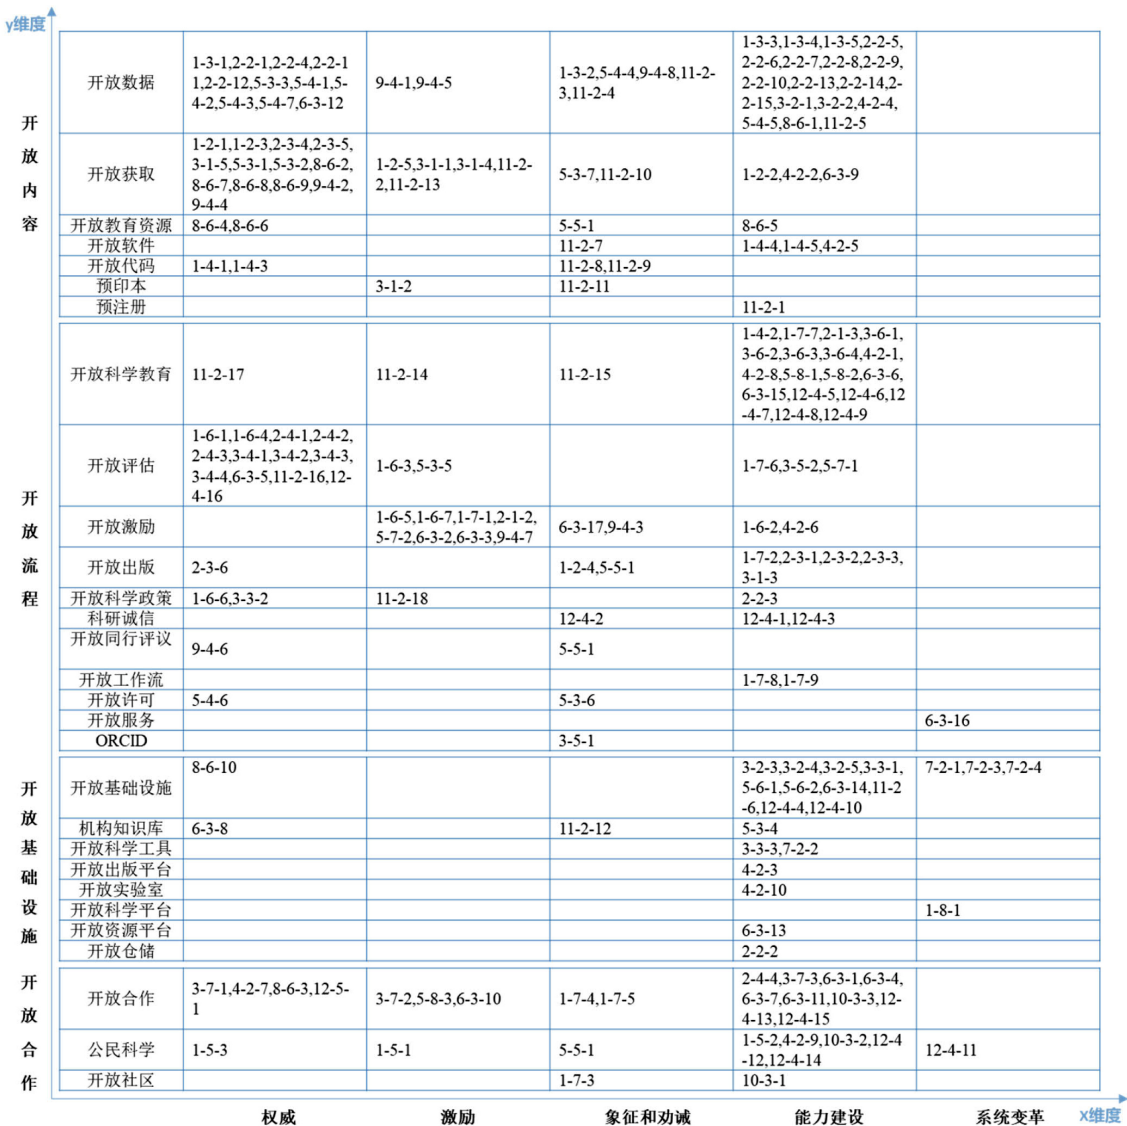 y维度
开放内容
开放数据
1-3-1,2-2-1,2-2-4,2-2-1
1,2-2-12,5-3-3,5-4-1,5-
4-2,5-4-3,5-4-7,6-3-12
9-4-1,9-4-5
1-3-2,5-4-4,9-4-8,11-2-
3,11-2-4
1-3-3,1-3-4,1-3-5,2-2-5,
2-2-6,2-2-7,2-2-8,2-2-9,
2-2-10,2-2-13,2-2-14,2-
2-15,3-2-1,3-2-2,4-2-4,
5-4-5,8-6-1,11-2-5
开放获取
1-2-1,1-2-3,2-3-4,2-3-5,
3-1-5,5-3-1,5-3-2,8-6-2,
8-6-7,8-6-8,8-6-9,9-4-2,
9-4-4
1-2-5,3-1-1,3-1-4,11-2-
2,11-2-13
5-3-7,11-2-10
1-2-2,4-2-2,6-3-9
开放教育资源 8-6-4,8-6-6 5-5-1 8-6-5
开放软件 11-2-7 1-4-4,1-4-5,4-2-5
开放代码 1-4-1,1-4-3 11-2-8,11-2-9
预印本 3-1-2 11-2-11
预注册 11-2-1
开放流程
开放科学教育
11-2-17
11-2-14
11-2-15
1-4-2,1-7-7,2-1-3,3-6-1,
3-6-2,3-6-3,3-6-4,4-2-1,
4-2-8,5-8-1,5-8-2,6-3-6,
6-3-15,12-4-5,12-4-6,12
-4-7,12-4-8,12-4-9
开放评估
1-6-1,1-6-4,2-4-1,2-4-2,
2-4-3,3-4-1,3-4-2,3-4-3,
3-4-4,6-3-5,11-2-16,12-
4-16
1-6-3,5-3-5
1-7-6,3-5-2,5-7-1
开放激励
1-6-5,1-6-7,1-7-1,2-1-2,
5-7-2,6-3-2,6-3-3,9-4-7
6-3-17,9-4-3
1-6-2,4-2-6
开放出版
2-3-6
1-2-4,5-5-1
1-7-2,2-3-1,2-3-2,2-3-3,
3-1-3
开放科学政策 1-6-6,3-3-2 11-2-18 2-2-3
科研诚信 12-4-2 12-4-1,12-4-3
开放同行评议 9-4-6 5-5-1
开放工作流 1-7-8,1-7-9
开放许可 5-4-6 5-3-6
开放服务 6-3-16
ORCID 3-5-1
开放基础设施
开放基础设施
8-6-10
3-2-3,3-2-4,3-2-5,3-3-1,
5-6-1,5-6-2,6-3-14,11-2
-6,12-4-4,12-4-10
7-2-1,7-2-3,7-2-4
机构知识库 6-3-8 11-2-12 5-3-4
开放科学工具 3-3-3,7-2-2
开放出版平台 4-2-3
开放实验室 4-2-10
开放科学平台 1-8-1
开放资源平台 6-3-13
开放仓储 2-2-2
开放合作
开放合作
3-7-1,4-2-7,8-6-3,12-5-
1
3-7-2,5-8-3,6-3-10
1-7-4,1-7-5
2-4-4,3-7-3,6-3-1,6-3-4,
6-3-7,6-3-11,10-3-3,12-
4-13,12-4-15
公民科学
1-5-3
1-5-1
5-5-1
1-5-2,4-2-9,10-3-2,12-4
-12,12-4-14
12-4-11
开放社区 1-7-3 10-3-1
权威 激励 象征和劝诫 能力建设 系统变革 X维度